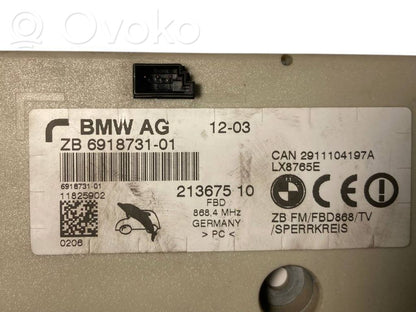 Ovoko
BMW AG 12-03
ZB 6918731-01
CAN 2911104197A
LX8765E
6918731-01
11825902
213675 10
FBD
868.4 MHz
GERMANY
> PC <
0206
ZB FM/FBD868/TV
/SPERRKREIS